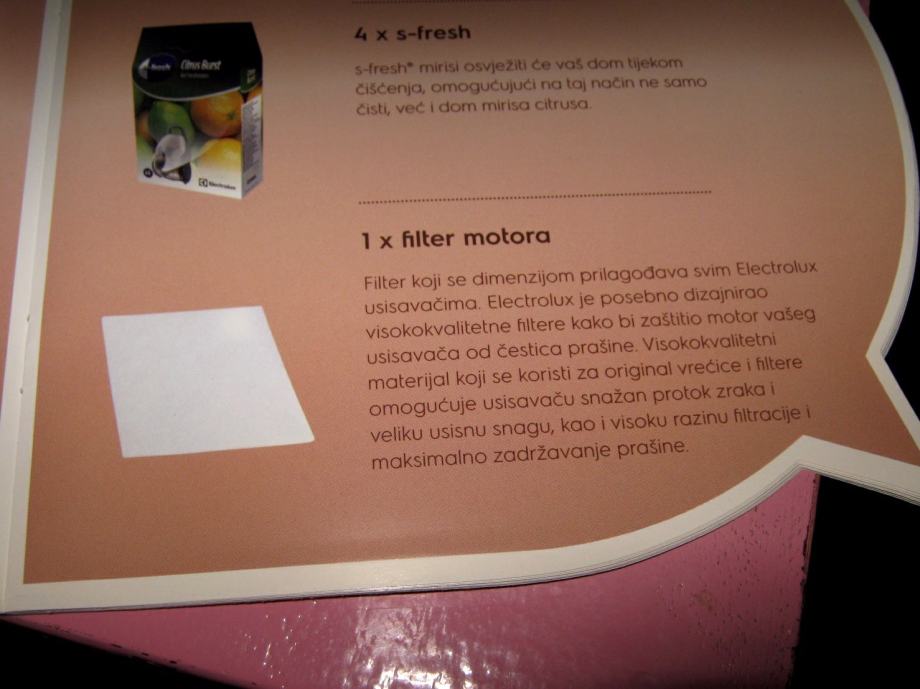 4 x s-fresh
s-fresh® mirisi osvježiti će vaš dom tijekom
čišćenja, omogućujući na taj način ne samo
čisti, već i dom mirisa citrusa.
Citrus Burst
Electrolux
1 x filter motora
Filter koji se dimenzijom prilagođava svim Electrolux
usisavačima. Electrolux je posebno dizajnirao
visokokvalitetne filtere kako bi zaštitio motor vašeg
usisavača od čestica prašine. Visokokvalitetni
materijal koji se koristi za original vrećice i filtere
omogućuje usisavaču snažan protok zraka i
veliku usisnu snagu, kao i visoku razinu filtracije i
maksimalno zadržavanje prašine.